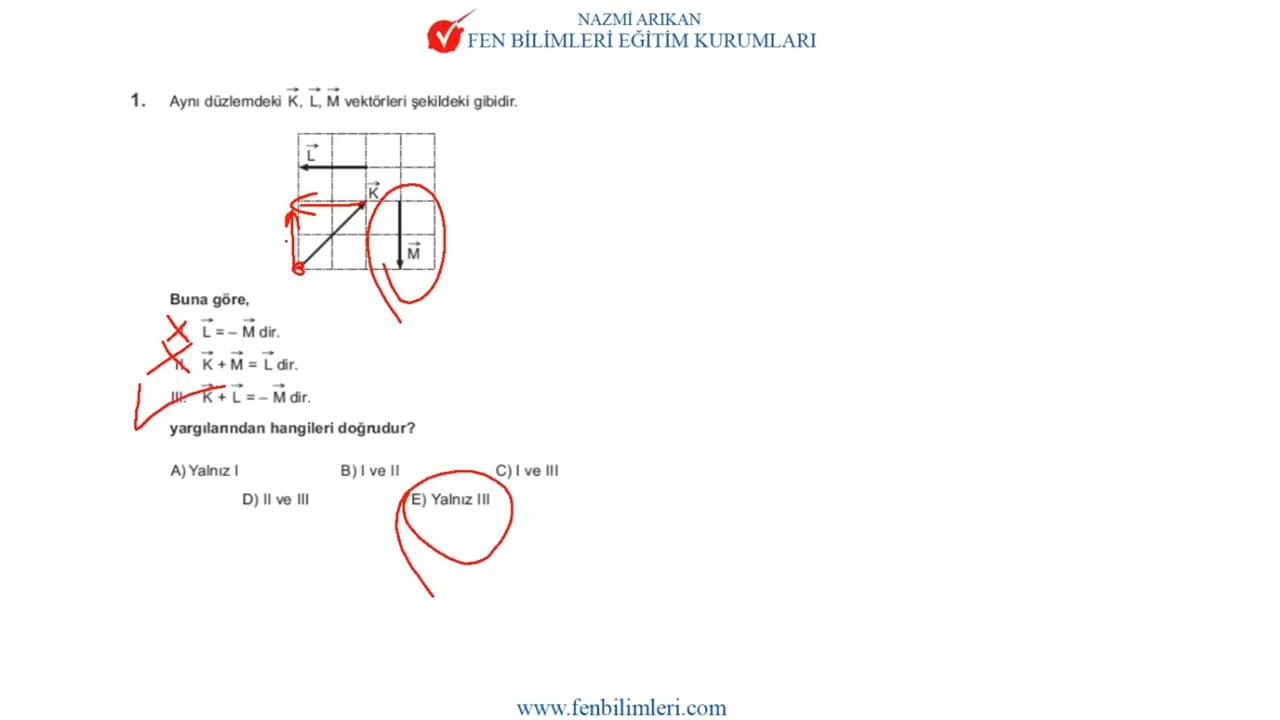 NAZMİ ARIKAN
FEN BİLİMLERİ EĞİTİM KURUMLARI
1. Aynı düzlemdeki K, L, M vektörleri şekildeki gibidir.
L
K
M
Buna göre,
I. L = – M dir.
II. K + M = L dir.
III. K + L = – M dir.
yargılarından hangileri doğrudur?
A) Yalnız I B) I ve II C) I ve III
D) II ve III E) Yalnız III
www.fenbilimleri.com